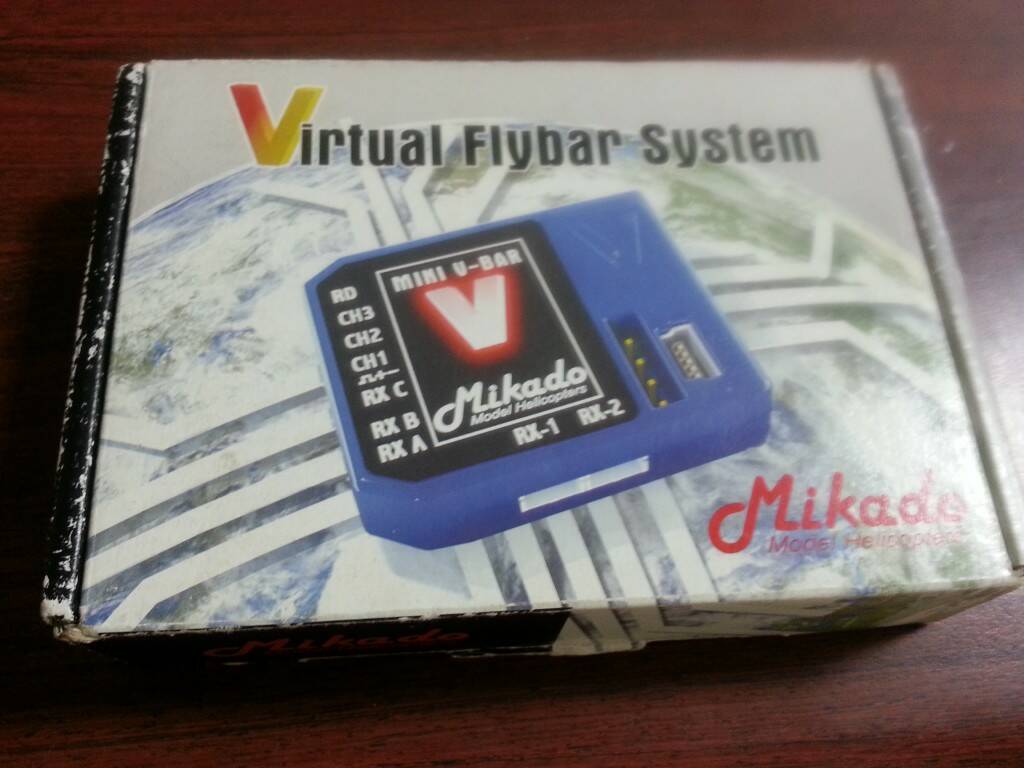 Virtual Flybar System
MINI V-BAR
V
RD
CH3
CH2
CH1
RX C
RX B
RX A
Mikado
Model Helicopters
RX-1 RX-2
Mikado
Model Helicopters
Mikado